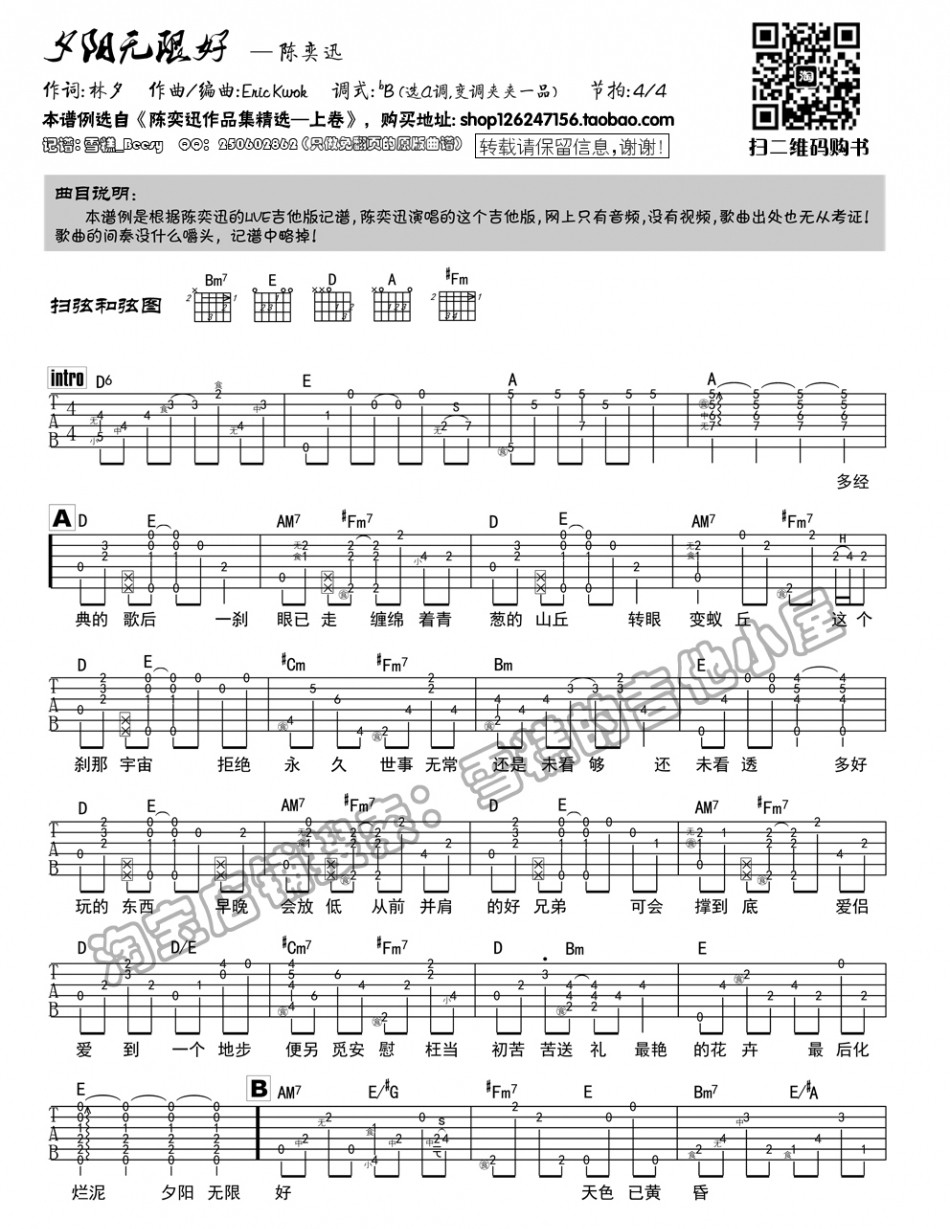 夕阳无限好 —陈奕迅
作词:林夕 作曲/编曲:Eric Kwok 调式:♭B(选A调,变调夹夹一品) 节拍:4/4
本谱例选自《陈奕迅作品集精选—上卷》，购买地址: shop126247156.taobao.com
记谱:雪糕_Beesy QQ: 250602862(只做免翻页的原版曲谱) 转载请保留信息,谢谢!
淘
扫二维码购书
曲目说明:
本谱例是根据陈奕迅的LIVE吉他版记谱,陈奕迅演唱的这个吉他版,网上只有音频,没有视频,歌曲出处也无从考证!
歌曲的间奏没什么嚼头，记谱中略掉!
扫弦和弦图 Bm7 E D A #Fm
intro D6 E A A
多经
A D E AM7 #Fm7 D E AM7 #Fm7
典的 歌后 一刹 眼已 走 缠绵 着青 葱的 山丘 转眼 变蚁 丘 这个
D E #Cm #Fm7 Bm E
刹那 宇宙 拒绝 永 久 世事 无常 还是 未看 够 还 未看 透 多好
D E AM7 #Fm7 D E AM7 #Fm7
玩的 东西 早晚 会放 低 从前 并肩 的好 兄弟 可会 撑到 底 爱侣
D D/E #Cm7 #Fm7 D Bm E
爱 到 一个 地步 便另 觅安 慰 枉当 初苦 苦送 礼 最艳 的花 卉 最 后化
E B AM7 E/#G #Fm7 E Bm7 E/#A
烂泥 夕阳 无限 好 天色 已黄 昏
淘宝店铺搜索：雪糕的吉他小屋